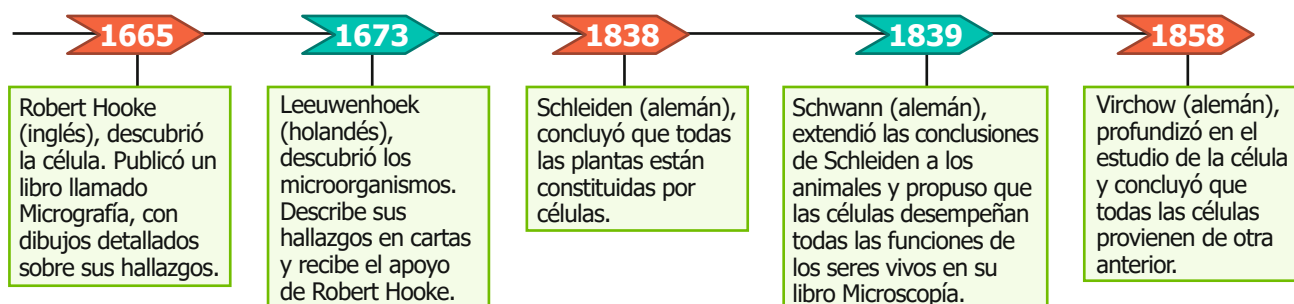 1665
Robert Hooke
(inglés), descubrió
la célula. Publicó un
libro llamado
Micrografía, con
dibujos detallados
sobre sus hallazgos.
1673
Leeuwenhoek
(holandés),
descubrió los
microorganismos.
Describe sus
hallazgos en cartas
y recibe el apoyo
de Robert Hooke.
1838
Schleiden (alemán),
concluyó que todas
las plantas están
constituidas por
células.
1839
Schwann (alemán),
extendió las conclusiones
de Schleiden a los
animales y propuso que
las células desempeñan
todas las funciones de
los seres vivos en su
libro Microscopía.
1858
Virchow (alemán),
profundizó en el
estudio de la célula
y concluyó que
todas las células
provienen de otra
anterior.